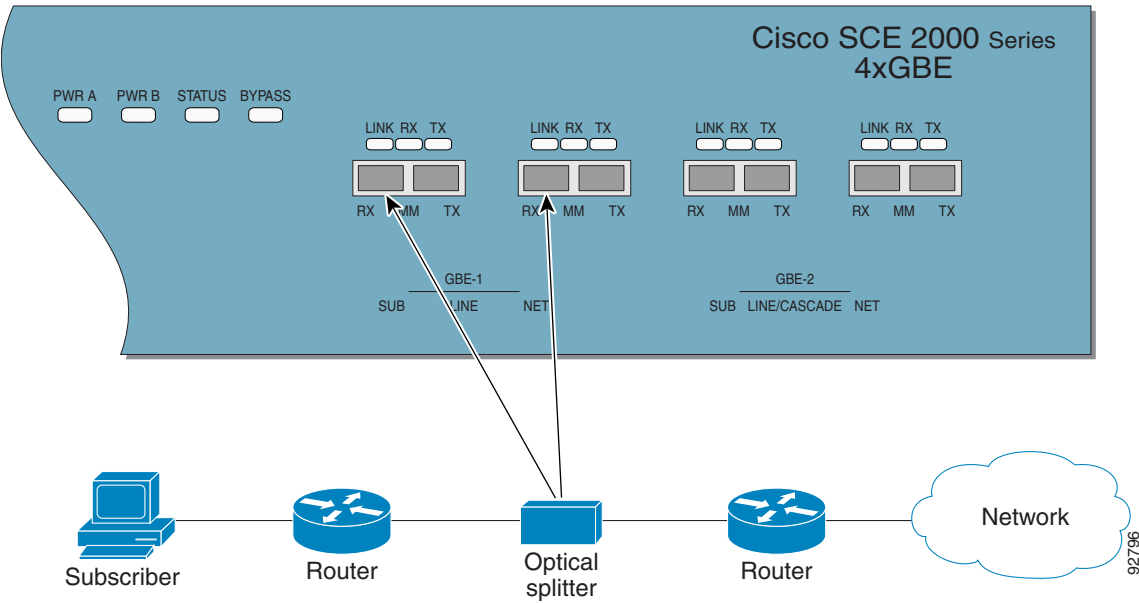 Cisco SCE 2000 Series
4xGBE
PWR A PWR B STATUS BYPASS
LINK RX TX LINK RX TX LINK RX TX LINK RX TX
RX MM TX RX MM TX RX MM TX RX MM TX
GBE-1 GBE-2
SUB LINE NET SUB LINE/CASCADE NET
Network
Subscriber Router Optical Router
splitter
92796